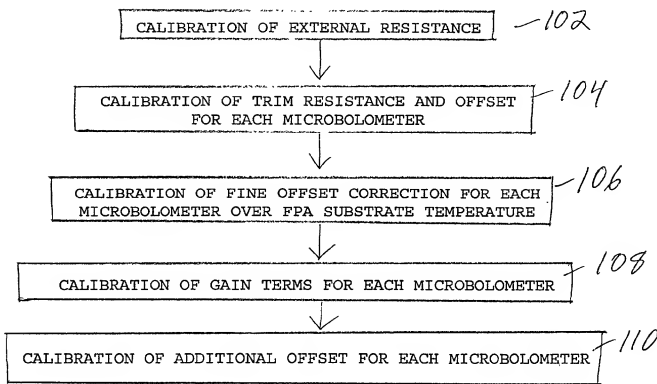 CALIBRATION OF EXTERNAL RESISTANCE 102
CALIBRATION OF TRIM RESISTANCE AND OFFSET
FOR EACH MICROBOLOMETER 104
CALIBRATION OF FINE OFFSET CORRECTION FOR EACH
MICROBOLOMETER OVER FPA SUBSTRATE TEMPERATURE 106
CALIBRATION OF GAIN TERMS FOR EACH MICROBOLOMETER 108
CALIBRATION OF ADDITIONAL OFFSET FOR EACH MICROBOLOMETER 110